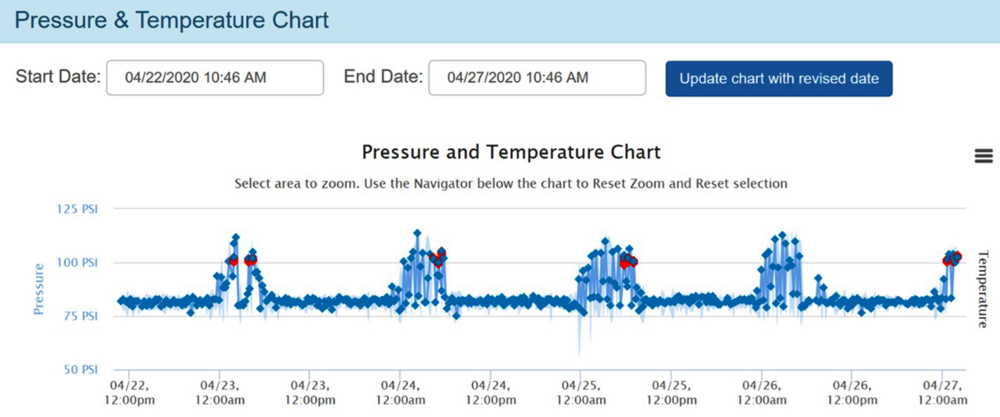 Pressure & Temperature Chart
Start Date: 04/22/2020 10:46 AM End Date: 04/27/2020 10:46 AM Update chart with revised date
Pressure and Temperature Chart
Select area to zoom. Use the Navigator below the chart to Reset Zoom and Reset selection
125 PSI
100 PSI
75 PSI
50 PSI
Pressure
Temperature
04/22, 04/23, 04/23, 04/24, 04/24, 04/25, 04/25, 04/26, 04/26, 04/27,
12:00pm 12:00am 12:00pm 12:00am 12:00pm 12:00am 12:00pm 12:00am 12:00pm 12:00am